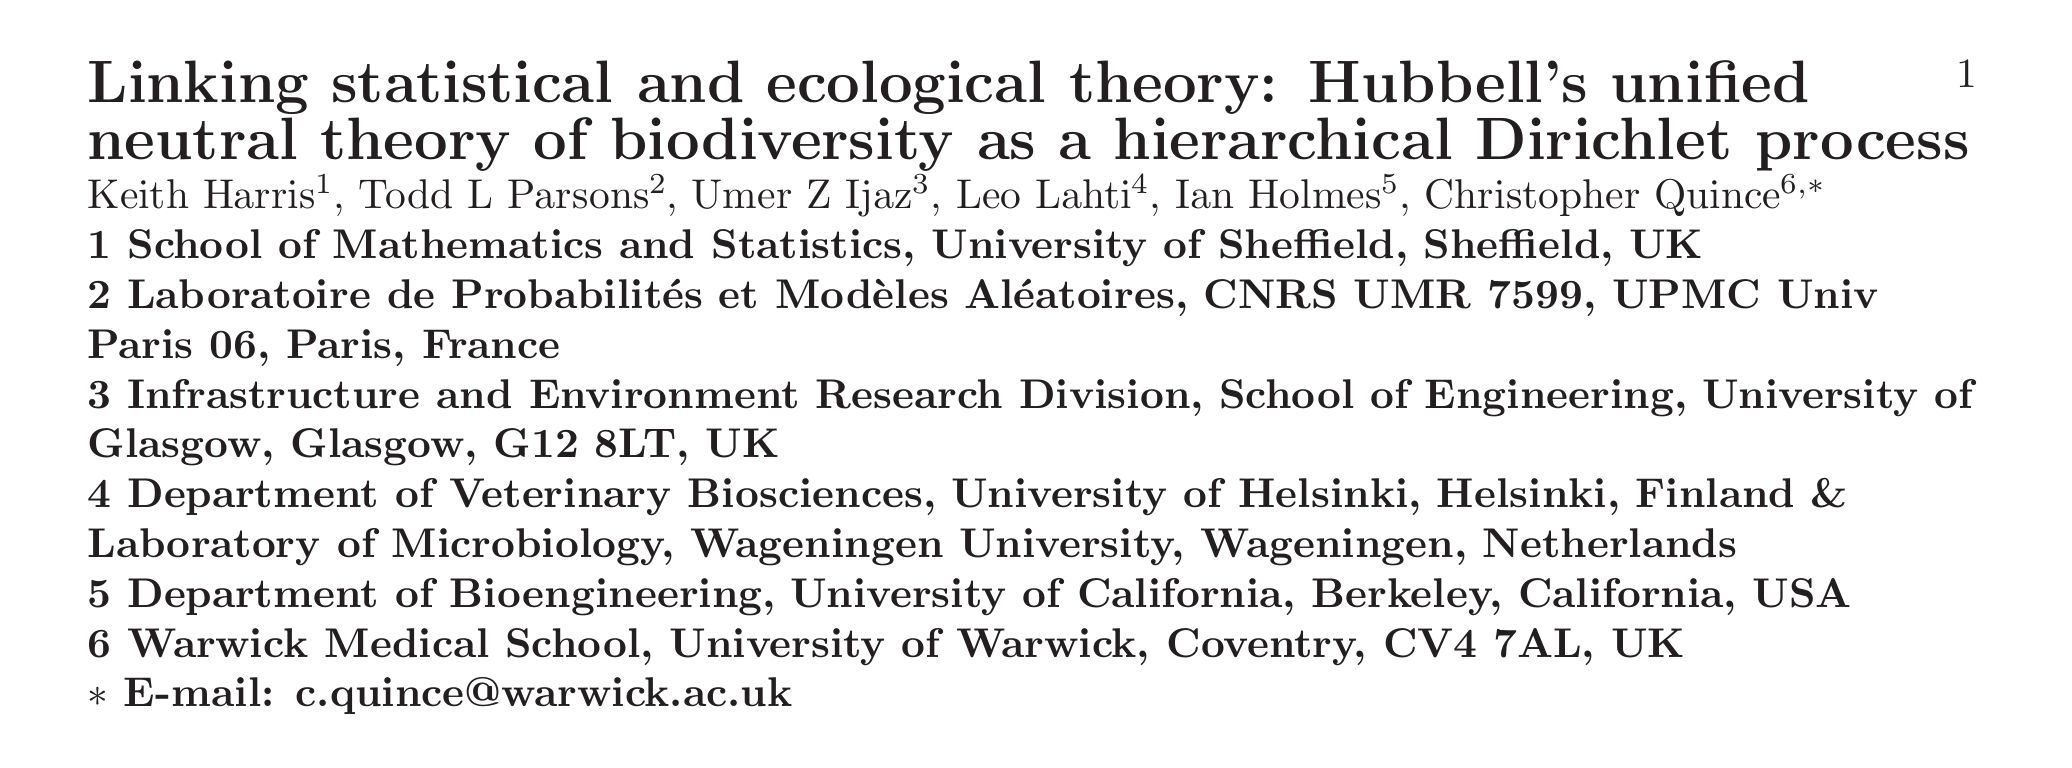 Linking statistical and ecological theory: Hubbell's unified 1
neutral theory of biodiversity as a hierarchical Dirichlet process
Keith Harris¹, Todd L Parsons², Umer Z Ijaz³, Leo Lahti⁴, Ian Holmes⁵, Christopher Quince⁶,*
1 School of Mathematics and Statistics, University of Sheffield, Sheffield, UK
2 Laboratoire de Probabilités et Modèles Aléatoires, CNRS UMR 7599, UPMC Univ
Paris 06, Paris, France
3 Infrastructure and Environment Research Division, School of Engineering, University of
Glasgow, Glasgow, G12 8LT, UK
4 Department of Veterinary Biosciences, University of Helsinki, Helsinki, Finland &
Laboratory of Microbiology, Wageningen University, Wageningen, Netherlands
5 Department of Bioengineering, University of California, Berkeley, California, USA
6 Warwick Medical School, University of Warwick, Coventry, CV4 7AL, UK
* E-mail: c.quince@warwick.ac.uk